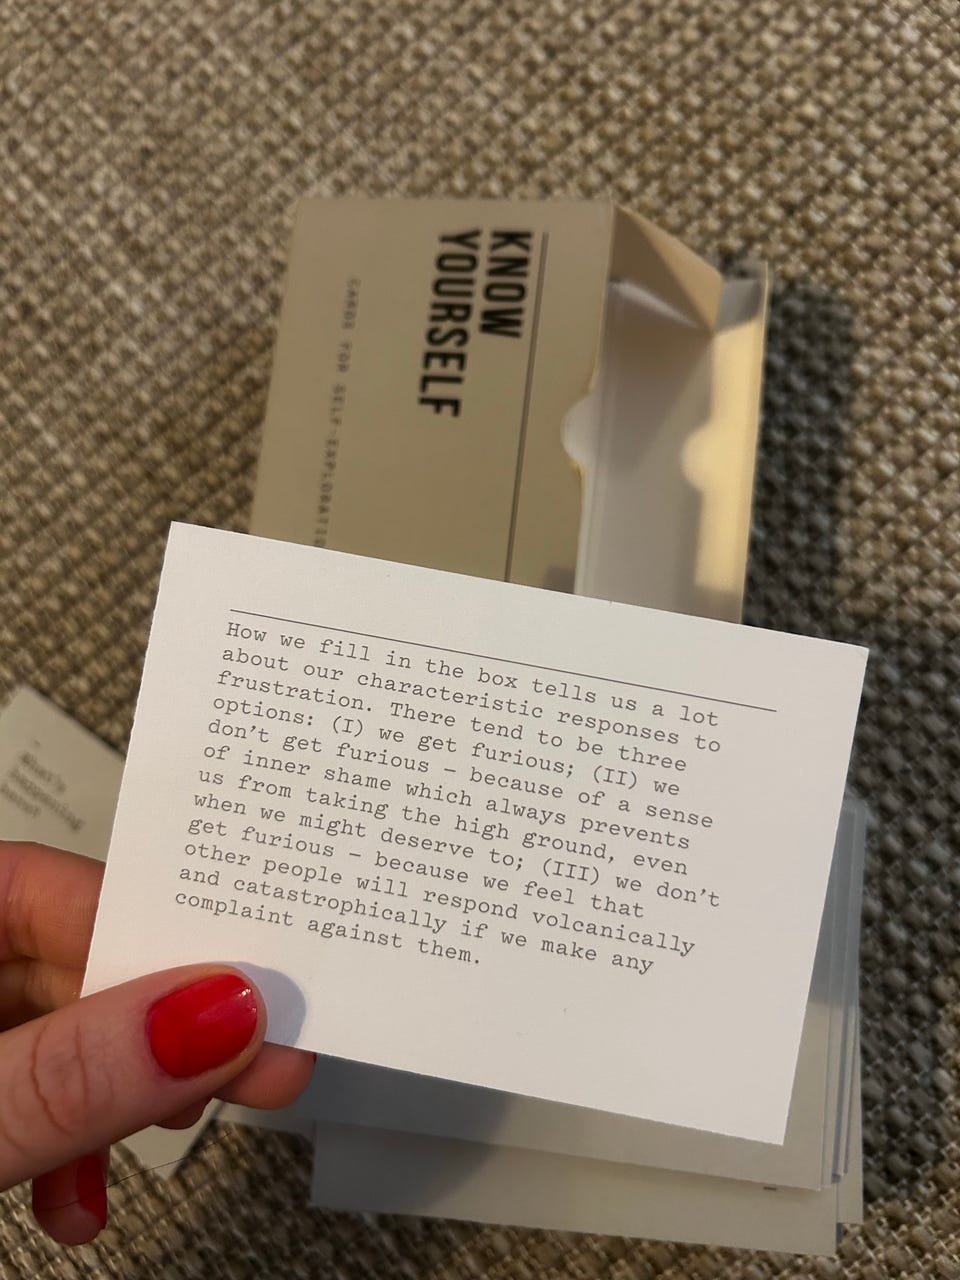 KNOW
YOURSELF
CARDS FOR SELF-EXPLORATIO
How we fill in the box tells us a lot
about our characteristic responses to
frustration. There tend to be three
options: (I) we get furious; (II) we
don't get furious – because of a sense
of inner shame which always prevents
us from taking the high ground, even
when we might deserve to; (III) we don't
get furious – because we feel that
other people will respond volcanically
and catastrophically if we make any
complaint against them.
What's
happening